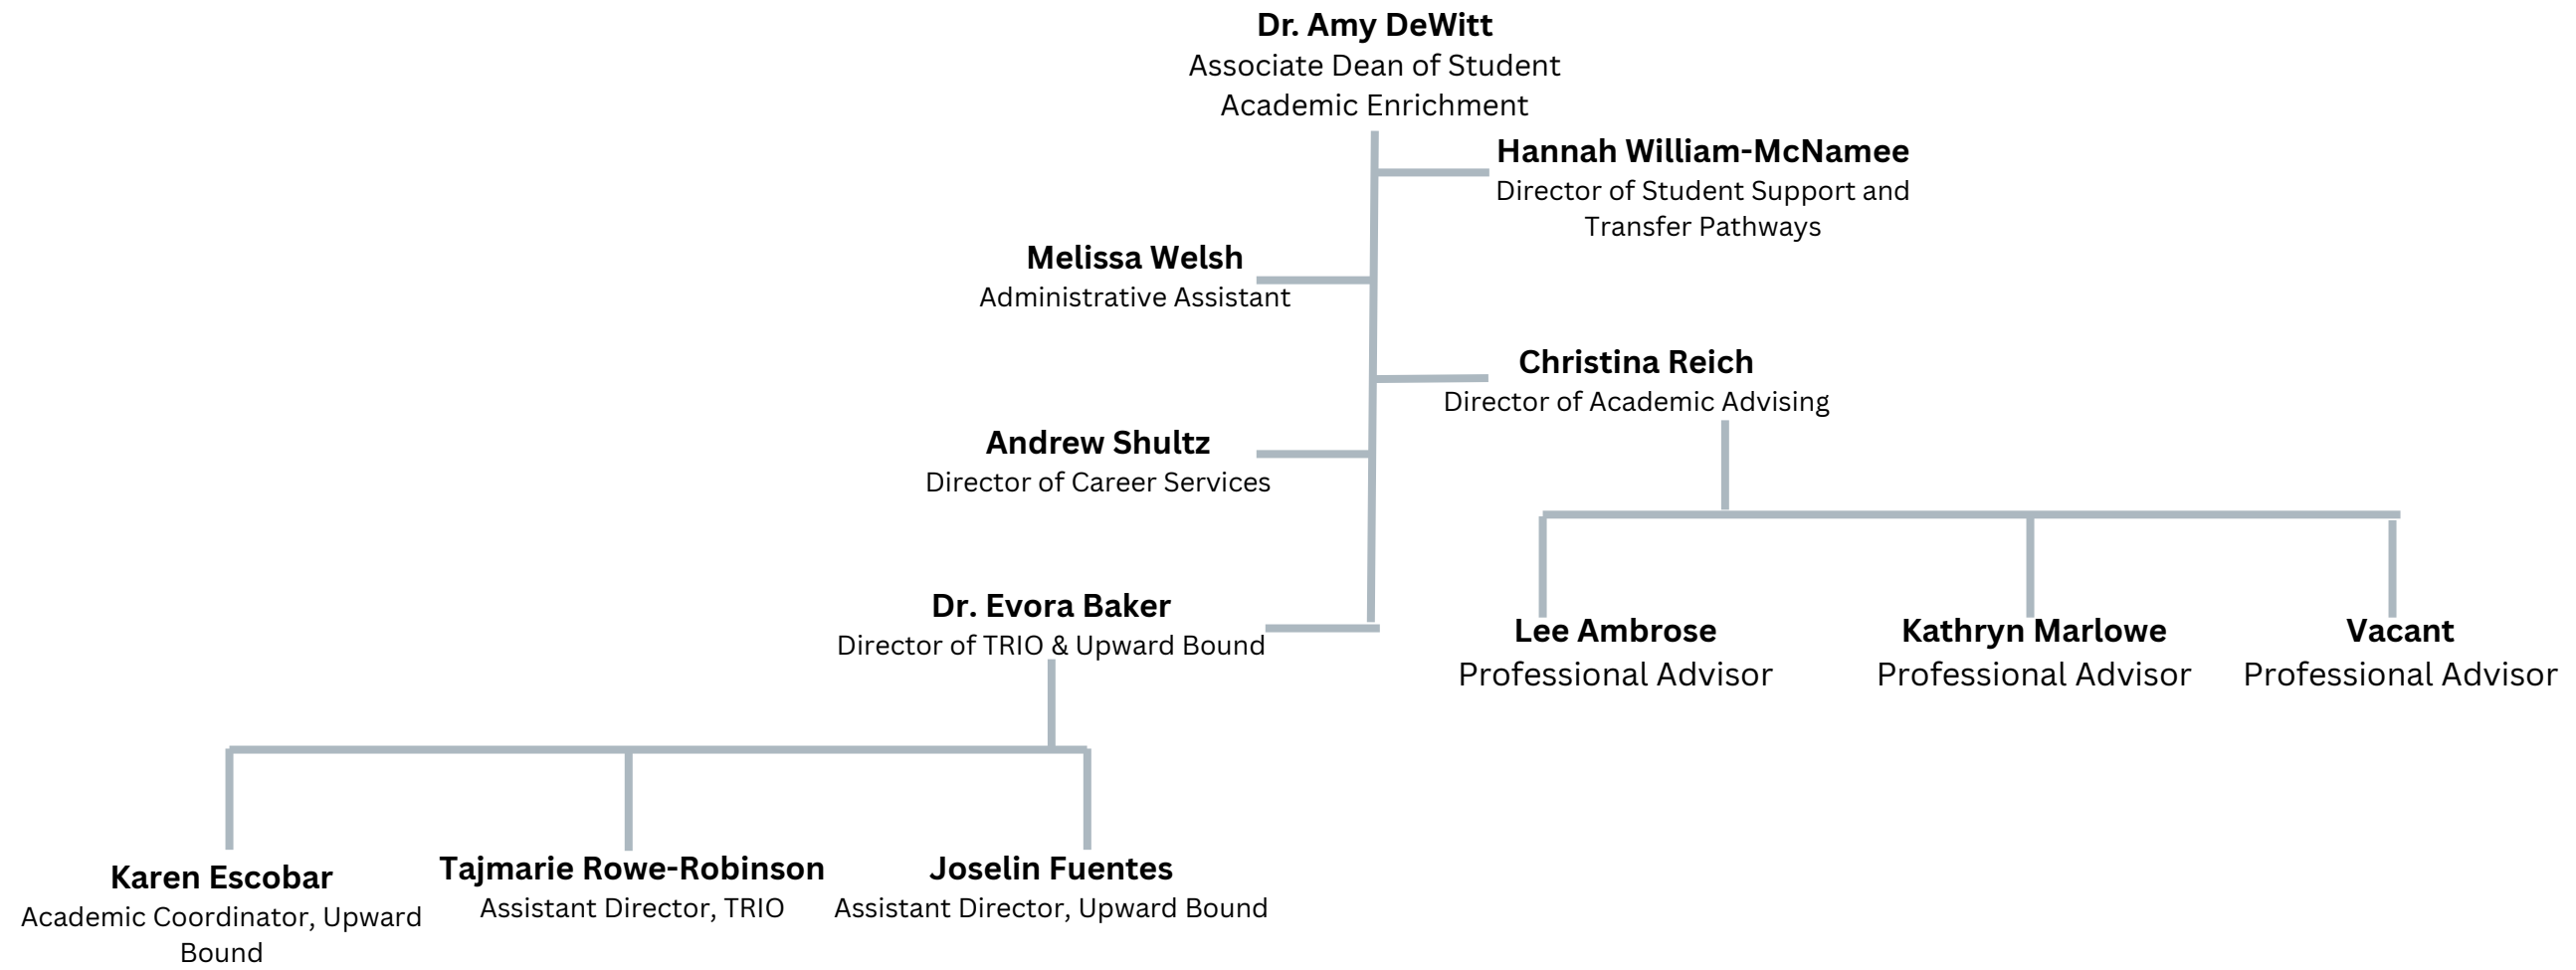 Dr. Amy DeWitt
Associate Dean of Student
Academic Enrichment
Hannah William-McNamee
Director of Student Support and
Transfer Pathways
Melissa Welsh
Administrative Assistant
Christina Reich
Director of Academic Advising
Andrew Shultz
Director of Career Services
Dr. Evora Baker
Director of TRIO & Upward Bound
Lee Ambrose
Professional Advisor
Kathryn Marlowe
Professional Advisor
Vacant
Professional Advisor
Karen Escobar
Academic Coordinator, Upward
Bound
Tajmarie Rowe-Robinson
Assistant Director, TRIO
Joselin Fuentes
Assistant Director, Upward Bound